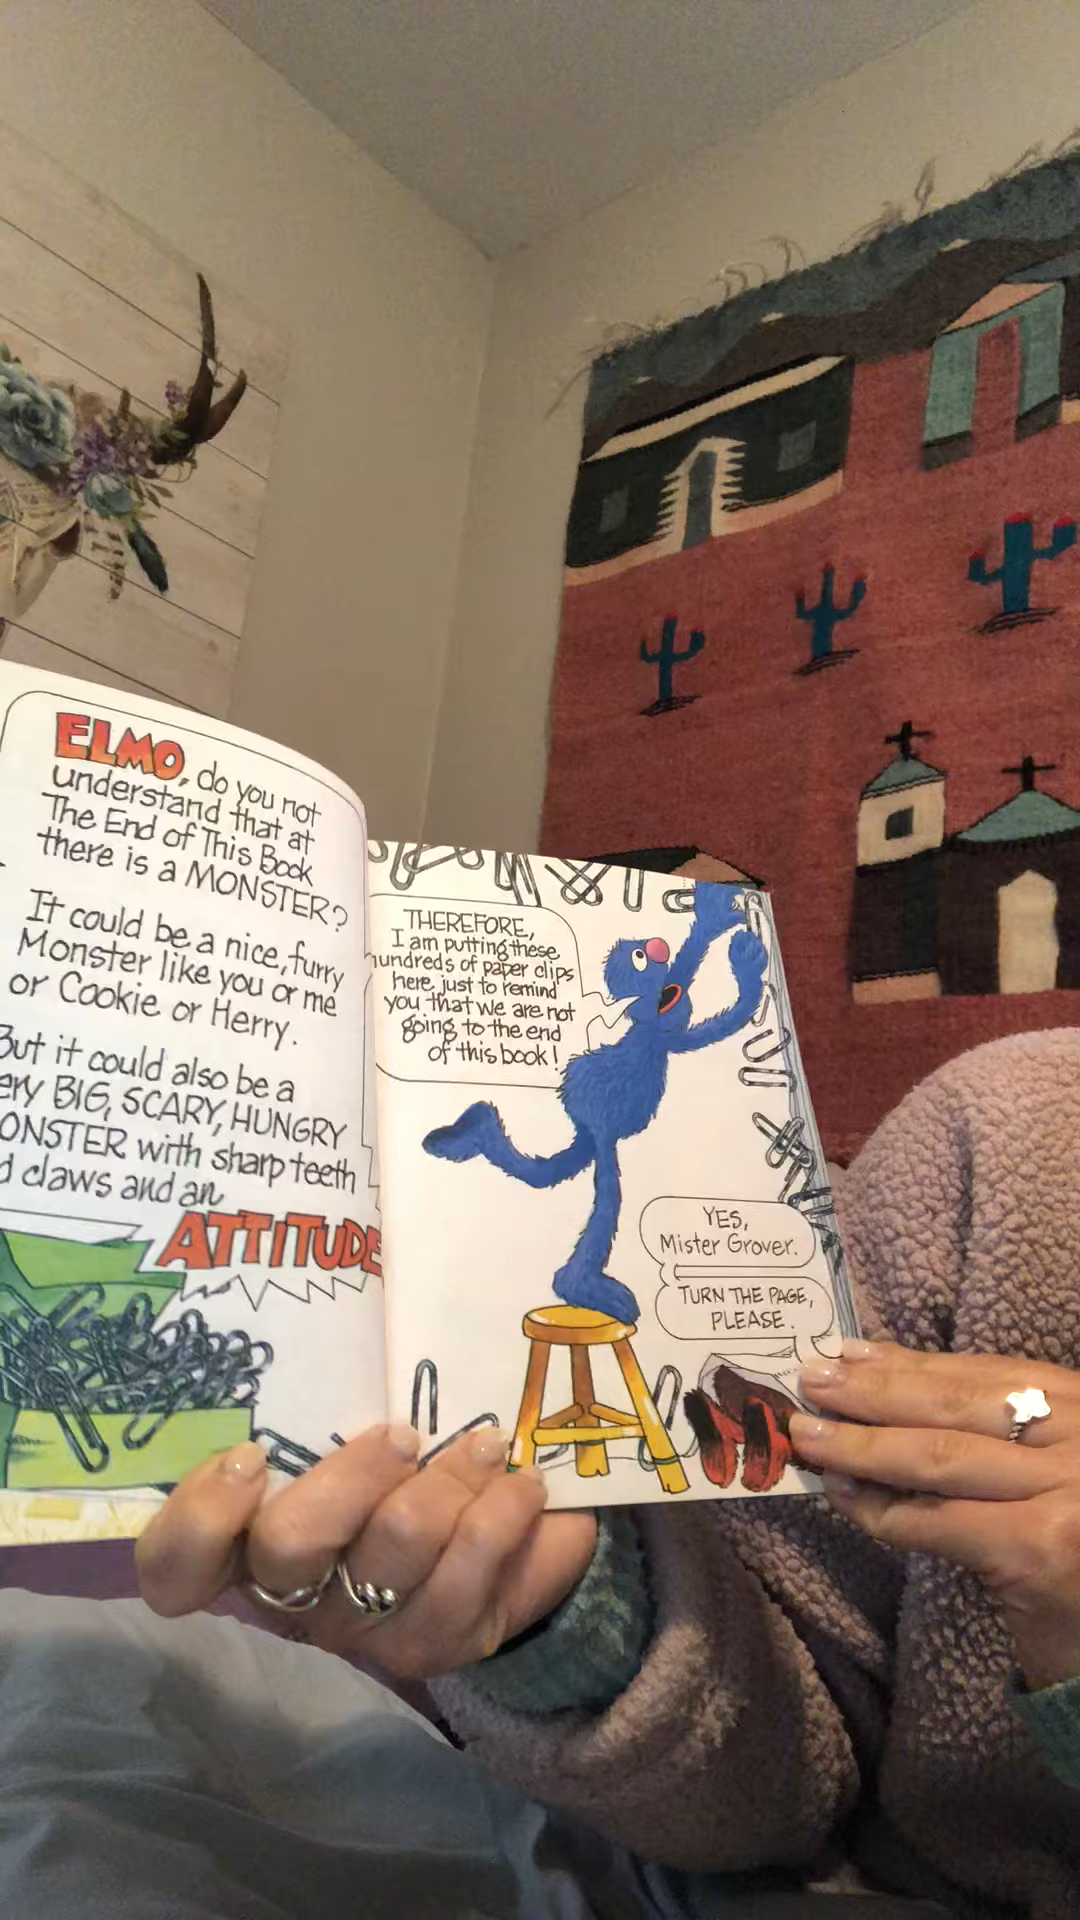 ELMO, do you not
understand that at
The End of This Book
there is a MONSTER?
It could be a nice, furry
Monster like you or me
or Cookie or Herry.
But it could also be a
ery BIG, SCARY, HUNGRY
ONSTER with sharp teeth
d claws and an
ATTITUDE
THEREFORE,
I am putting these
hundreds of paper clips
here just to remind
you that we are not
going to the end
of this book!
YES,
Mister Grover.
TURN THE PAGE,
PLEASE.